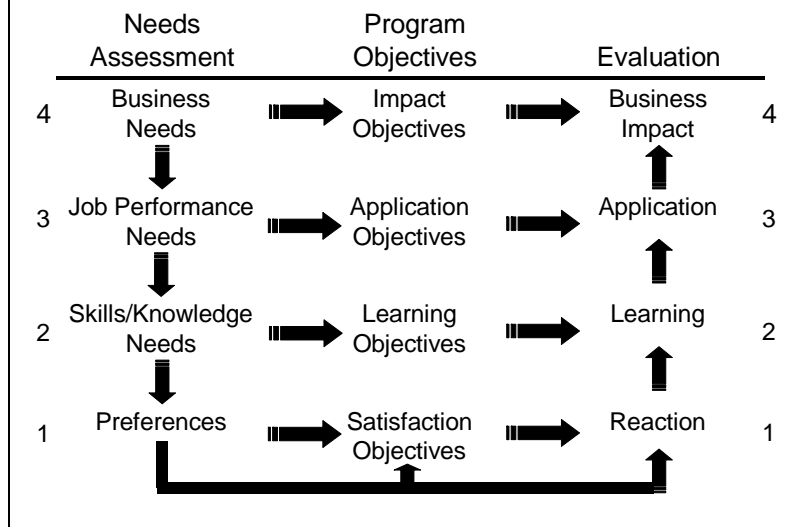 Needs Program
Assessment Objectives Evaluation
4 Business Impact Business 4
Needs Objectives Impact
3 Job Performance Application Application 3
Needs Objectives
2 Skills/Knowledge Learning Learning 2
Needs Objectives
1 Preferences Satisfaction Reaction 1
Objectives